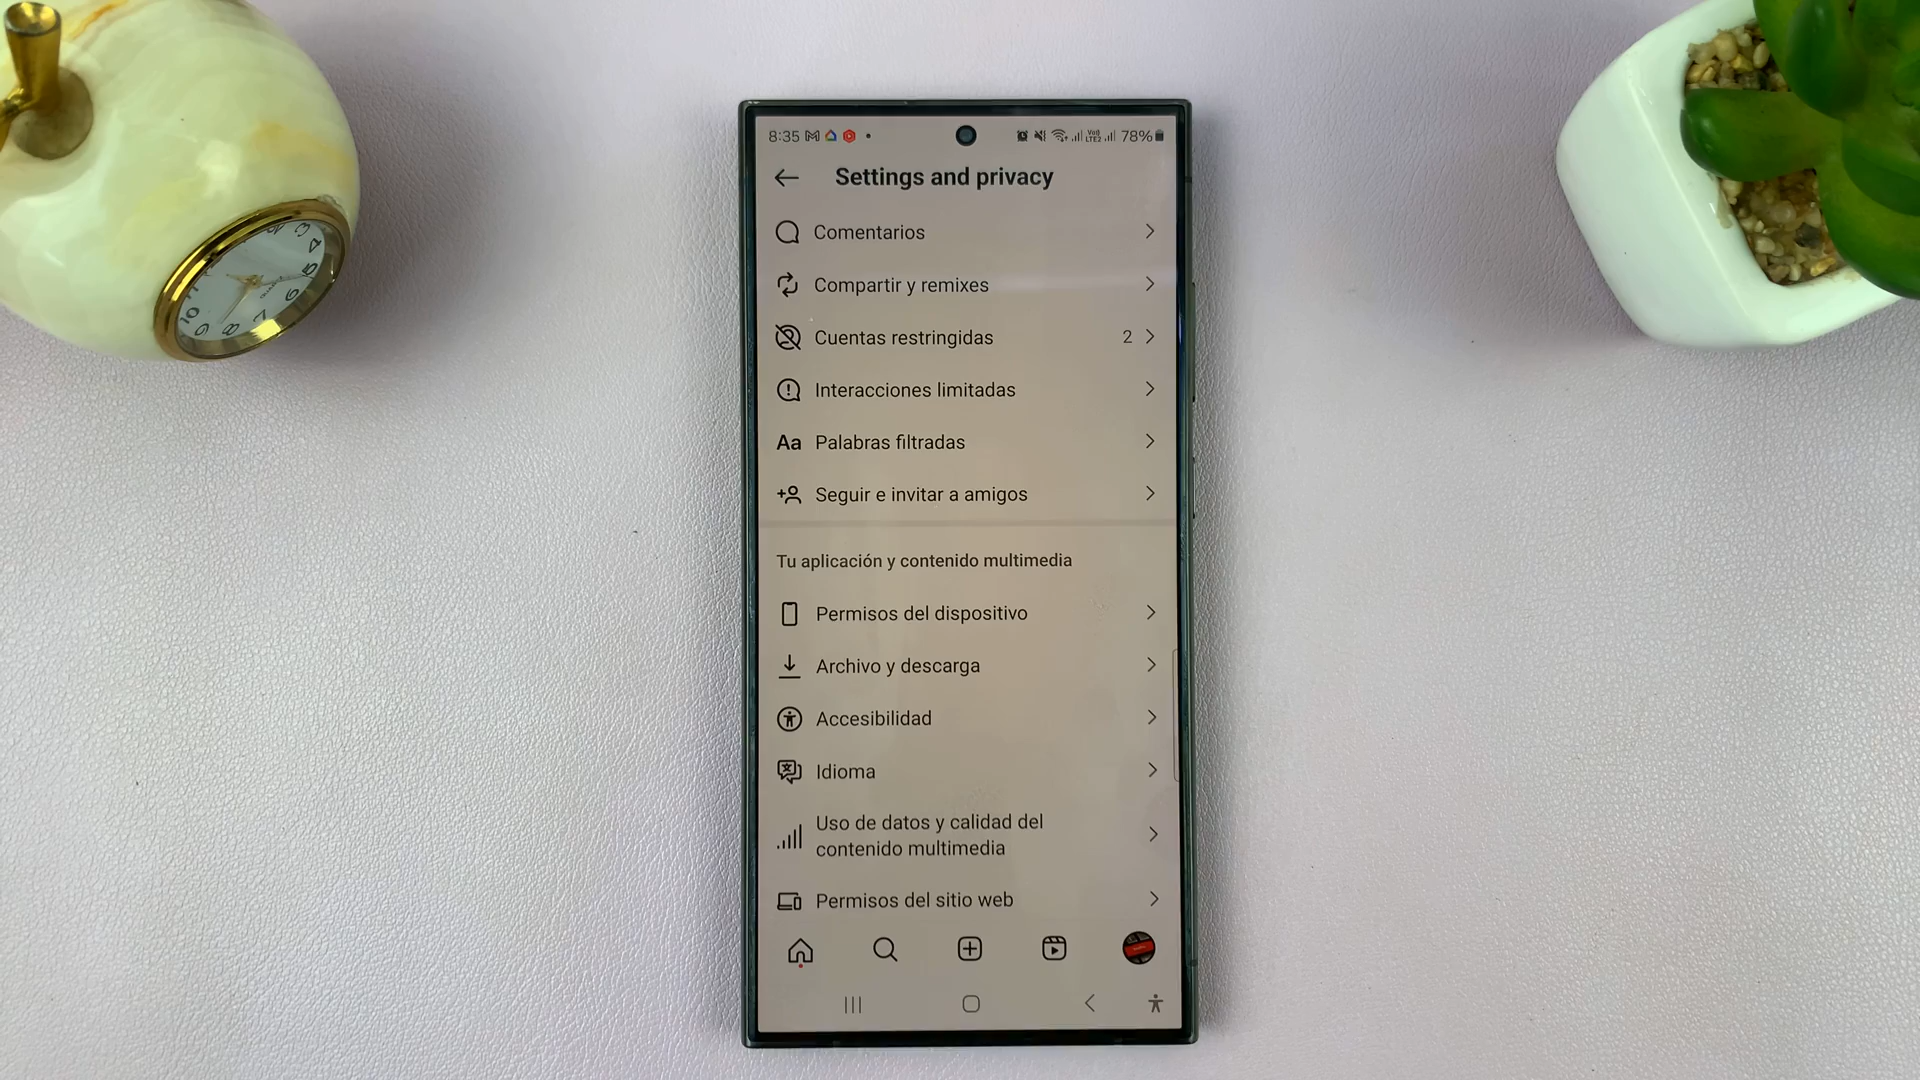 8:35 78%
Settings and privacy
Comentarios
Compartir y remixes
Cuentas restringidas 2
Interacciones limitadas
Aa Palabras filtradas
Seguir e invitar a amigos
Tu aplicación y contenido multimedia
Permisos del dispositivo
Archivo y descarga
Accesibilidad
Idioma
Uso de datos y calidad del
contenido multimedia
Permisos del sitio web